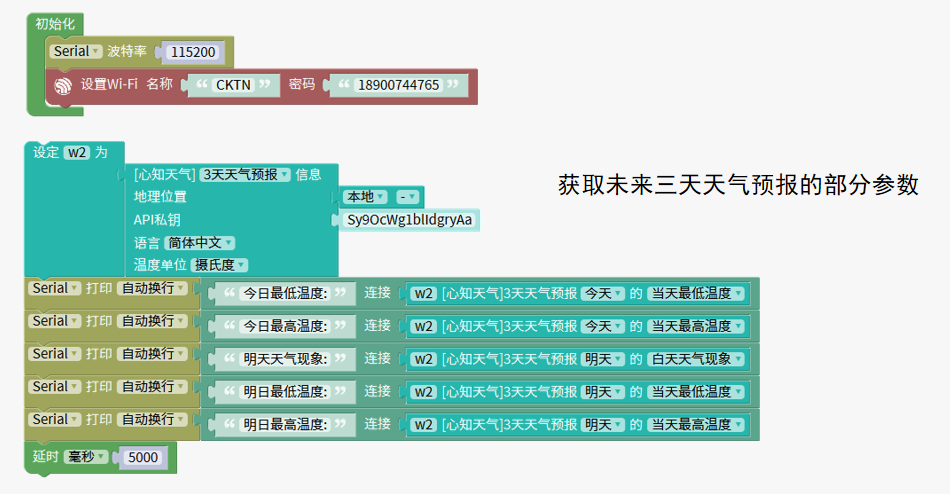 初始化
Serial 波特率 115200
设置Wi-Fi 名称 “ CKTN ” 密码 “ 18900744765 ”
设定 w2 为
[心知天气] 3天天气预报 信息
地理位置 本地 -
API私钥 Sy9OcWg1blIdgryAa
语言 简体中文
温度单位 摄氏度
获取未来三天天气预报的部分参数
Serial 打印 自动换行 “ 今日最低温度: ” 连接 w2 [心知天气]3天天气预报 今天 的 当天最低温度
Serial 打印 自动换行 “ 今日最高温度: ” 连接 w2 [心知天气]3天天气预报 今天 的 当天最高温度
Serial 打印 自动换行 “ 明天天气现象: ” 连接 w2 [心知天气]3天天气预报 明天 的 白天天气现象
Serial 打印 自动换行 “ 明日最低温度: ” 连接 w2 [心知天气]3天天气预报 明天 的 当天最低温度
Serial 打印 自动换行 “ 明日最高温度: ” 连接 w2 [心知天气]3天天气预报 明天 的 当天最高温度
延时 毫秒 5000